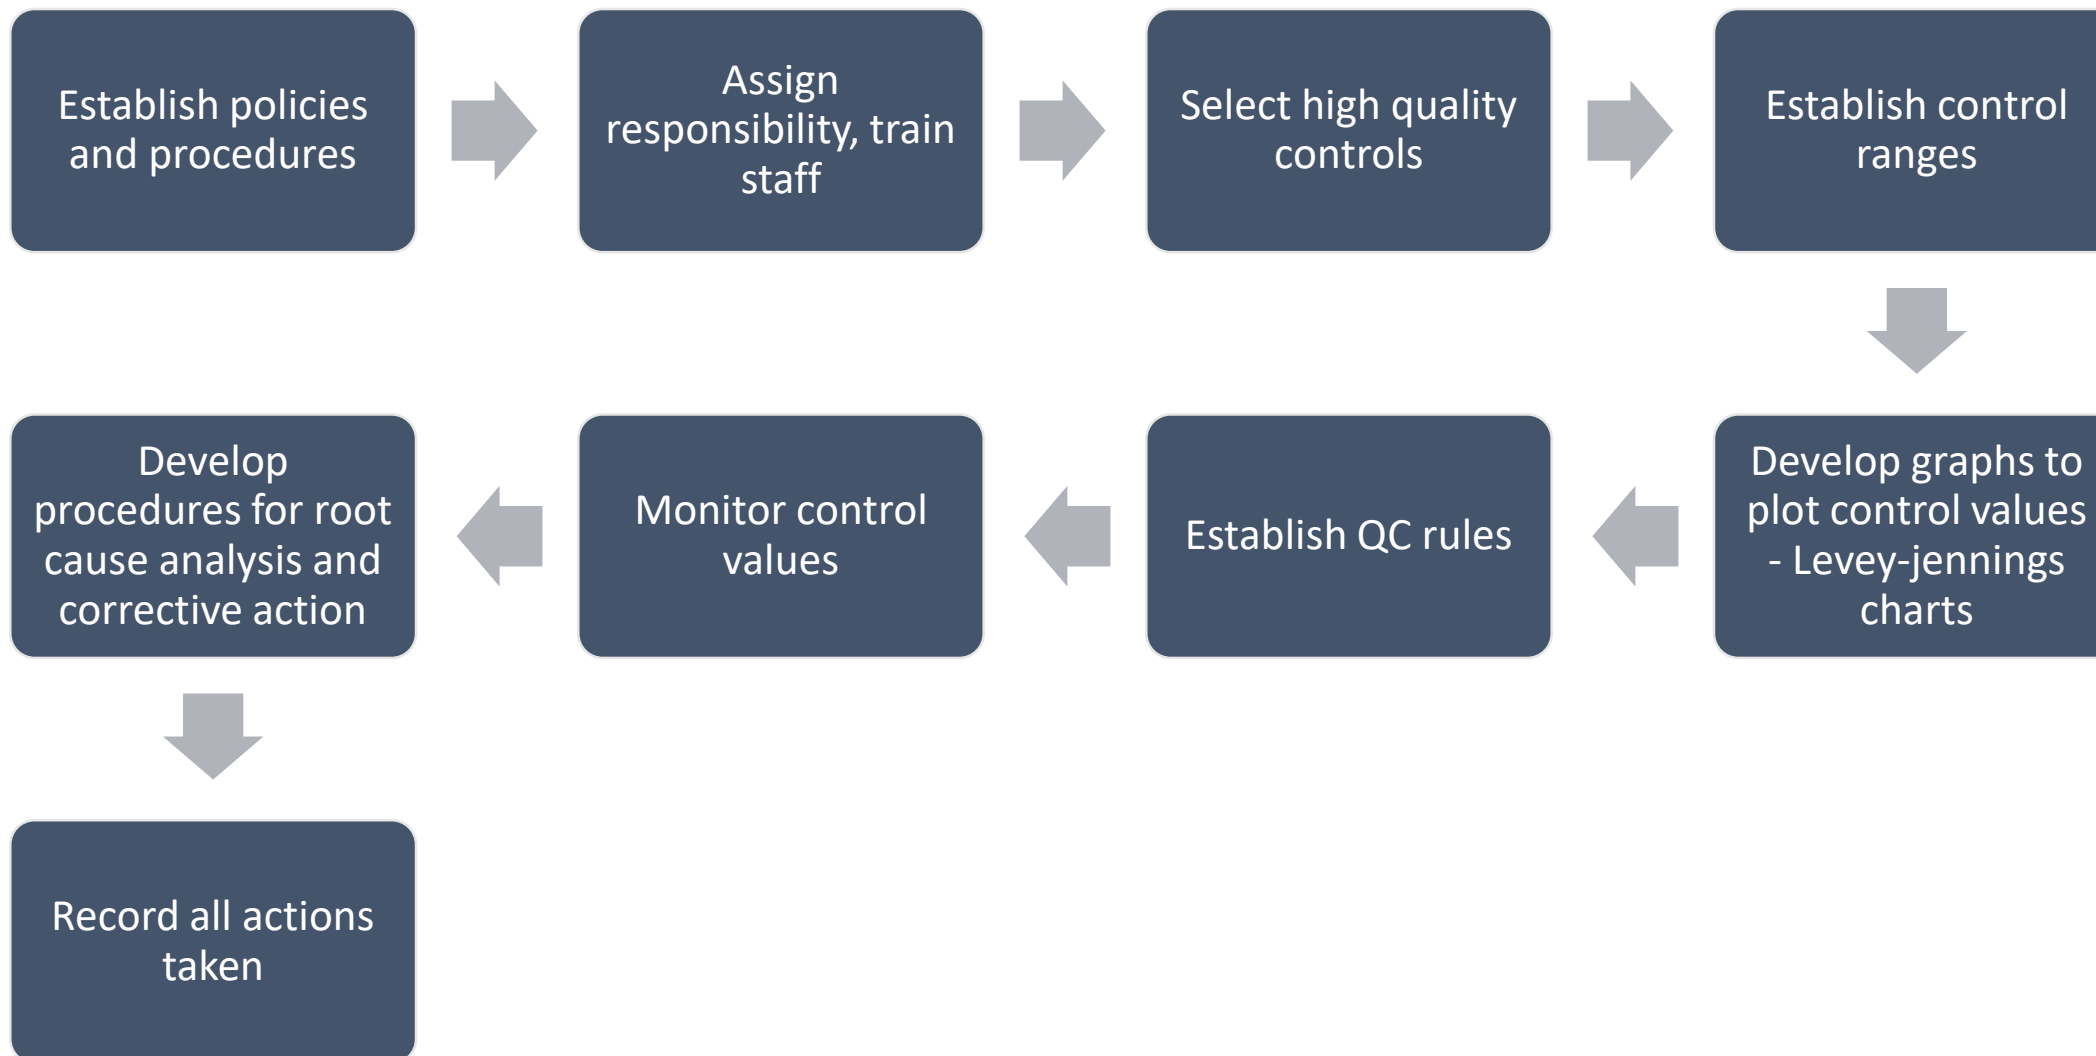 Establish policies
and procedures
Assign
responsibility, train
staff
Select high quality
controls
Establish control
ranges
Develop graphs to
plot control values
- Levey-jennings
charts
Establish QC rules
Monitor control
values
Develop
procedures for root
cause analysis and
corrective action
Record all actions
taken